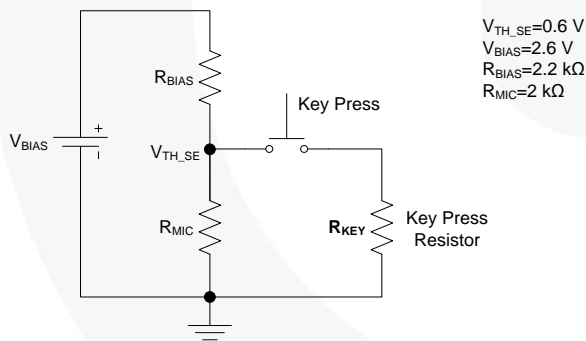 V_TH_SE=0.6 V
V_BIAS=2.6 V
R_BIAS=2.2 kΩ
R_MIC=2 kΩ
R_BIAS
Key Press
V_BIAS
+
-
V_TH_SE
R_MIC
R_KEY
Key Press
Resistor